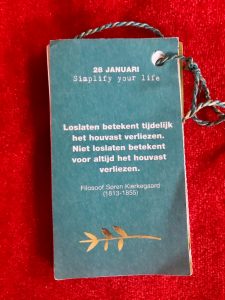 28 JANUARI
Simplify your life
Loslaten betekent tijdelijk
het houvast verliezen.
Niet loslaten betekent
voor altijd het houvast
verliezen.
Filosoof Søren Kierkegaard
(1813-1855)